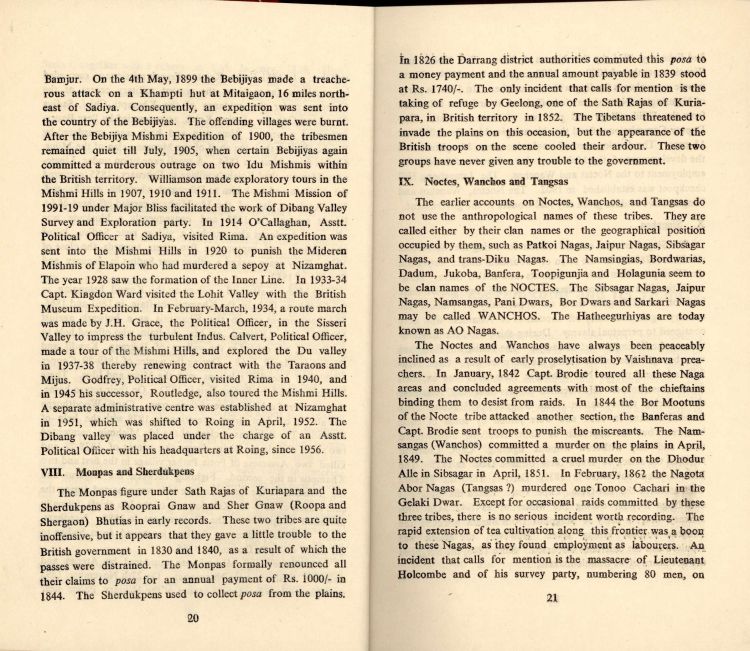 Bamjur. On the 4th May, 1899 the Bebijiyas made a treache-
rous attack on a Khampti hut at Mitaigaon, 16 miles north-
east of Sadiya. Consequently, an expedition was sent into
the country of the Bebijiyas. The offending villages were burnt.
After the Bebijiya Mishmi Expedition of 1900, the tribesmen
remained quiet till July, 1905, when certain Bebijiyas again
committed a murderous outrage on two Idu Mishmis within
the British territory. Williamson made exploratory tours in the
Mishmi Hills in 1907, 1910 and 1911. The Mishmi Mission of
1991-19 under Major Bliss facilitated the work of Dibang Valley
Survey and Exploration party. In 1914 O'Callaghan, Asstt.
Political Officer at Sadiya, visited Rima. An expedition was
sent into the Mishmi Hills in 1920 to punish the Mideren
Mishmis of Elapoin who had murdered a sepoy at Nizamghat.
The year 1928 saw the formation of the Inner Line. In 1933-34
Capt. Kingdon Ward visited the Lohit Valley with the British
Museum Expedition. In February-March, 1934, a route march
was made by J.H. Grace, the Political Officer, in the Sisseri
Valley to impress the turbulent Indus. Calvert, Political Officer,
made a tour of the Mishmi Hills, and explored the Du valley
in 1937-38 thereby renewing contract with the Taraons and
Mijus. Godfrey, Political Officer, visited Rima in 1940, and
in 1945 his successor, Routledge, also toured the Mishmi Hills.
A separate administrative centre was established at Nizamghat
in 1951, which was shifted to Roing in April, 1952. The
Dibang valley was placed under the charge of an Asstt.
Political Officer with his headquarters at Roing, since 1956.
VIII. Monpas and Sherdukpens
The Monpas figure under Sath Rajas of Kuriapara and the
Sherdukpens as Rooprai Gnaw and Sher Gnaw (Roopa and
Shergaon) Bhutias in early records. These two tribes are quite
inoffensive, but it appears that they gave a little trouble to the
British government in 1830 and 1840, as a result of which the
passes were distrained. The Monpas formally renounced all
their claims to posa for an annual payment of Rs. 1000/- in
1844. The Sherdukpens used to collect posa from the plains.
20
In 1826 the Darrang district authorities commuted this posa to
a money payment and the annual amount payable in 1839 stood
at Rs. 1740/-. The only incident that calls for mention is the
taking of refuge by Geelong, one of the Sath Rajas of Kuria-
para, in British territory in 1852. The Tibetans threatened to
invade the plains on this occasion, but the appearance of the
British troops on the scene cooled their ardour. These two
groups have never given any trouble to the government.
IX. Noctes, Wanchos and Tangsas
The earlier accounts on Noctes, Wanchos, and Tangsas do
not use the anthropological names of these tribes. They are
called either by their clan names or the geographical position
occupied by them, such as Patkoi Nagas, Jaipur Nagas, Sibsagar
Nagas, and trans-Diku Nagas. The Namsingias, Bordwarias,
Dadum, Jukoba, Banfera, Toopigunjia and Holagunia seem to
be clan names of the NOCTES. The Sibsagar Nagas, Jaipur
Nagas, Namsangas, Pani Dwars, Bor Dwars and Sarkari Nagas
may be called WANCHOS. The Hatheegurhiyas are today
known as AO Nagas.
The Noctes and Wanchos have always been peaceably
inclined as a result of early proselytisation by Vaishnava prea-
chers. In January, 1842 Capt. Brodie toured all these Naga
areas and concluded agreements with most of the chieftains
binding them to desist from raids. In 1844 the Bor Mootuns
of the Nocte tribe attacked another section, the Banferas and
Capt. Brodie sent troops to punish the miscreants. The Nam-
sangas (Wanchos) committed a murder on the plains in April,
1849. The Noctes committed a cruel murder on the Dhodur
Alle in Sibsagar in April, 1851. In February, 1862 the Nagota
Abor Nagas (Tangsas ?) murdered one Tonoo Cachari in the
Gelaki Dwar. Except for occasional raids committed by these
three tribes, there is no serious incident worth recording. The
rapid extension of tea cultivation along this frontier was a boon
to these Nagas, as they found employment as labourers. An
incident that calls for mention is the massacre of Lieutenant
Holcombe and of his survey party, numbering 80 men, on
21